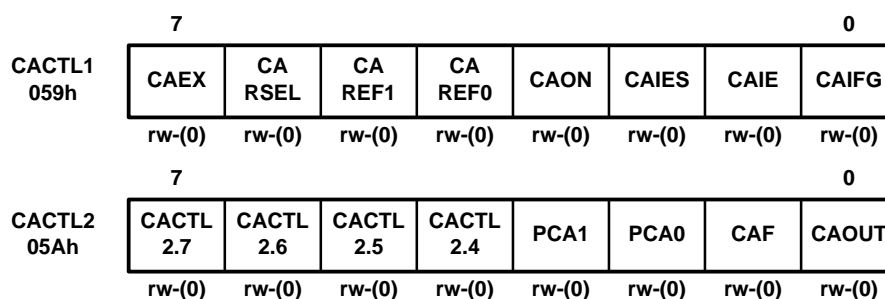 7 0
CACTL1
059h
CAEX CA RSEL CA REF1 CA REF0 CAON CAIES CAIE CAIFG
rw-(0) rw-(0) rw-(0) rw-(0) rw-(0) rw-(0) rw-(0) rw-(0)
7 0
CACTL2
05Ah
CACTL 2.7 CACTL 2.6 CACTL 2.5 CACTL 2.4 PCA1 PCA0 CAF CAOUT
rw-(0) rw-(0) rw-(0) rw-(0) rw-(0) rw-(0) rw-(0) rw-(0)